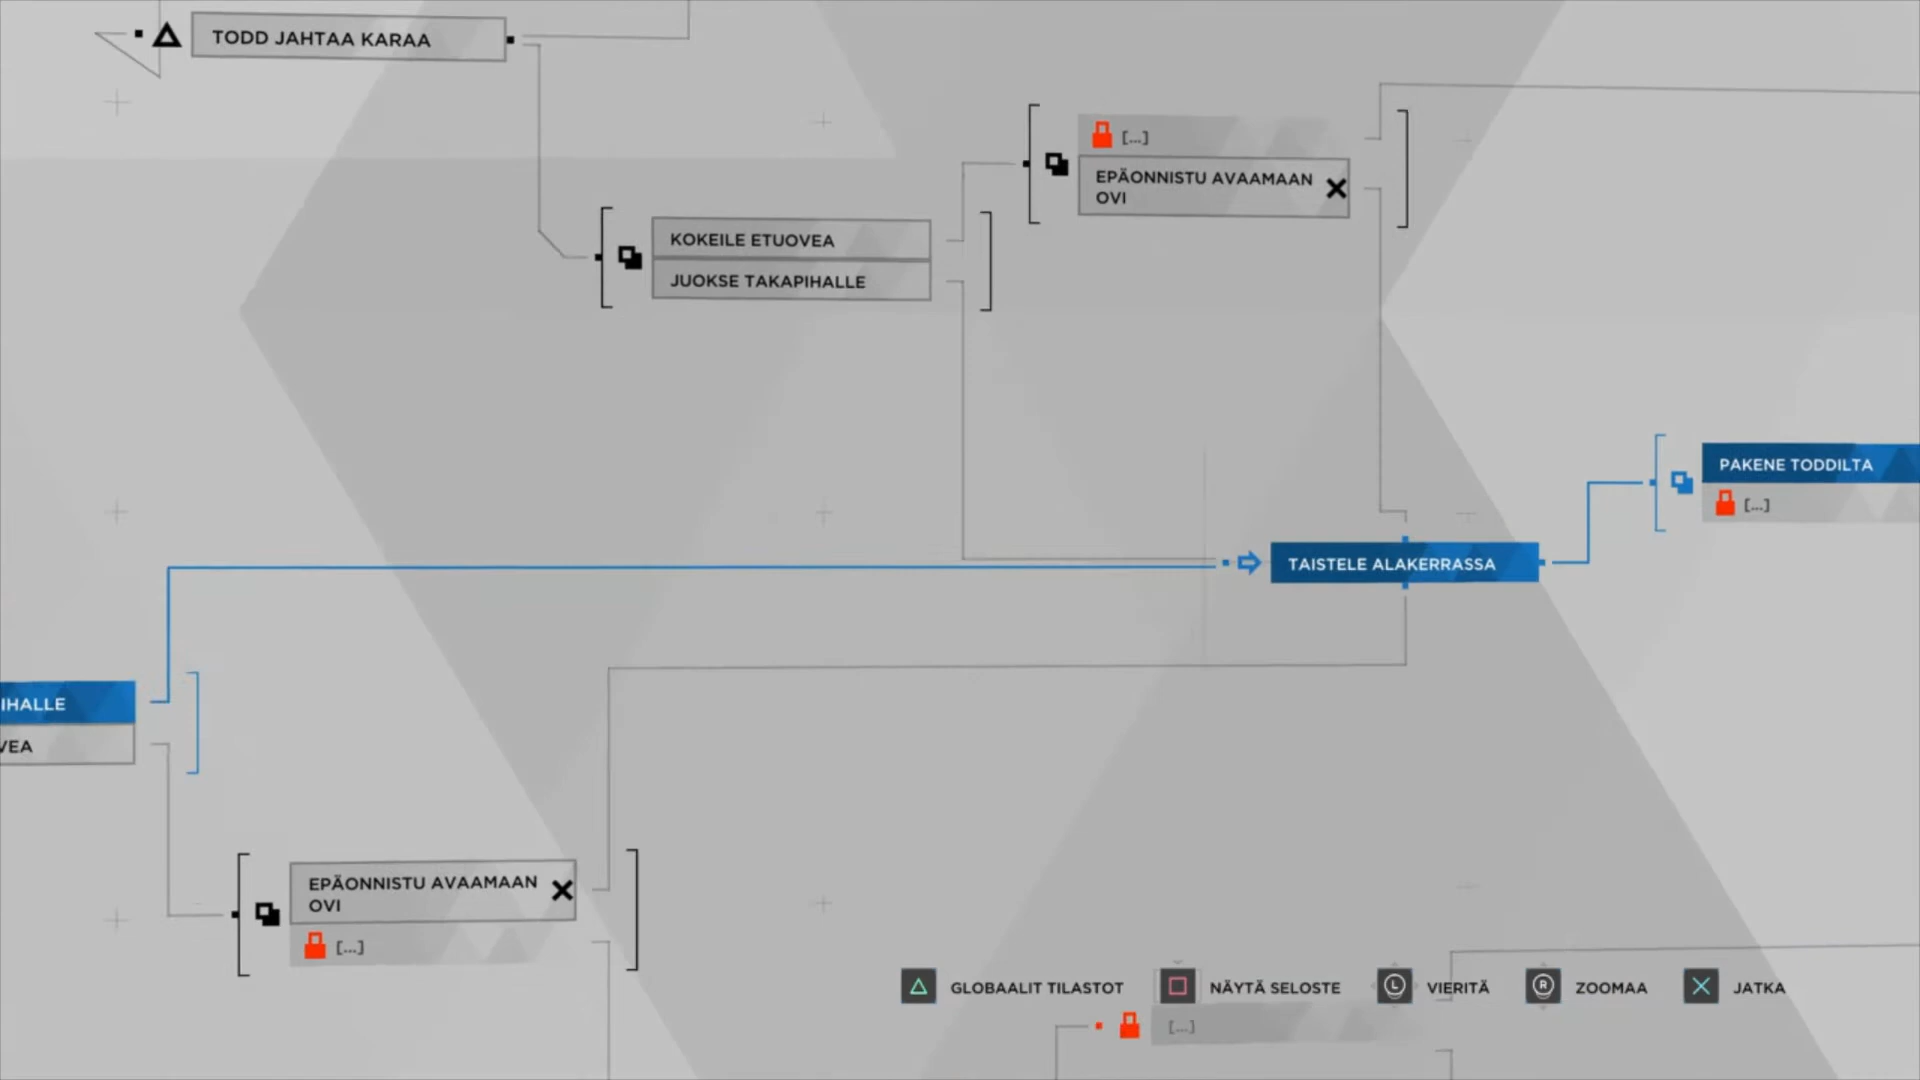 TODD JAHTAA KARAA
[...]
EPÄONNISTU AVAAMAAN
OVI
KOKEILE ETUOVEA
JUOKSE TAKAPIHALLE
PAKENE TODDILTA
[...]
TAISTELE ALAKERRASSA
IHALLE
VEA
EPÄONNISTU AVAAMAAN
OVI
[...]
GLOBAALIT TILASTOT
NÄYTÄ SELOSTE
L
VIERITÄ
R
ZOOMAA
JATKA
[...]